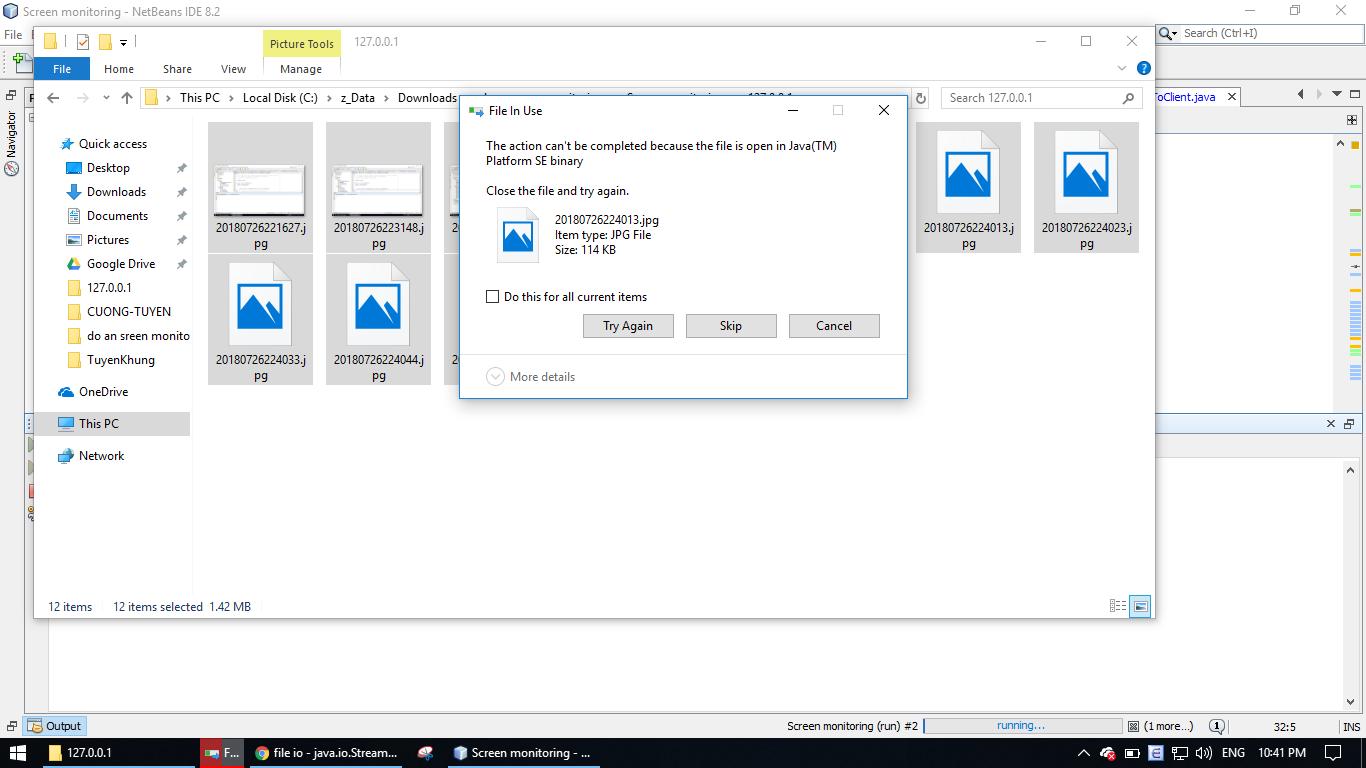 Screen monitoring - NetBeans IDE 8.2
File
Search (Ctrl+I)
Picture Tools
127.0.0.1
File
Home
Share
View
Manage
This PC
Local Disk (C:)
z_Data
Downloads
Search 127.0.0.1
oClient.java
Navigator
Quick access
Desktop
Downloads
Documents
Pictures
Google Drive
127.0.0.1
CUONG-TUYEN
do an sreen monito
TuyenKhung
OneDrive
This PC
Network
20180726221627.j
pg
20180726223148.j
pg
20180726224013.j
pg
20180726224023.j
pg
20180726224033.j
pg
20180726224044.j
pg
File In Use
The action can't be completed because the file is open in Java(TM)
Platform SE binary
Close the file and try again.
20180726224013.jpg
Item type: JPG File
Size: 114 KB
Do this for all current items
Try Again
Skip
Cancel
More details
12 items
12 items selected 1.42 MB
Output
Screen monitoring (run) #2
running...
(1 more...)
1
32:5
INS
127.0.0.1
F...
file io - java.io.Stream...
Screen monitoring - ...
ENG
10:41 PM